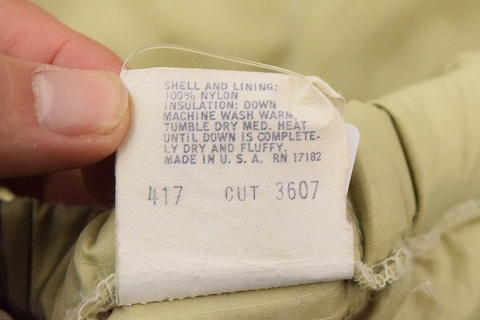 SHELL AND LINING:
100% NYLON
INSULATION: DOWN
MACHINE WASH WARM,
TUMBLE DRY MED. HEAT
UNTIL DOWN IS COMPLETE-
LY DRY AND FLUFFY.
MADE IN U. S. A. RN 17182
417 CUT 3607